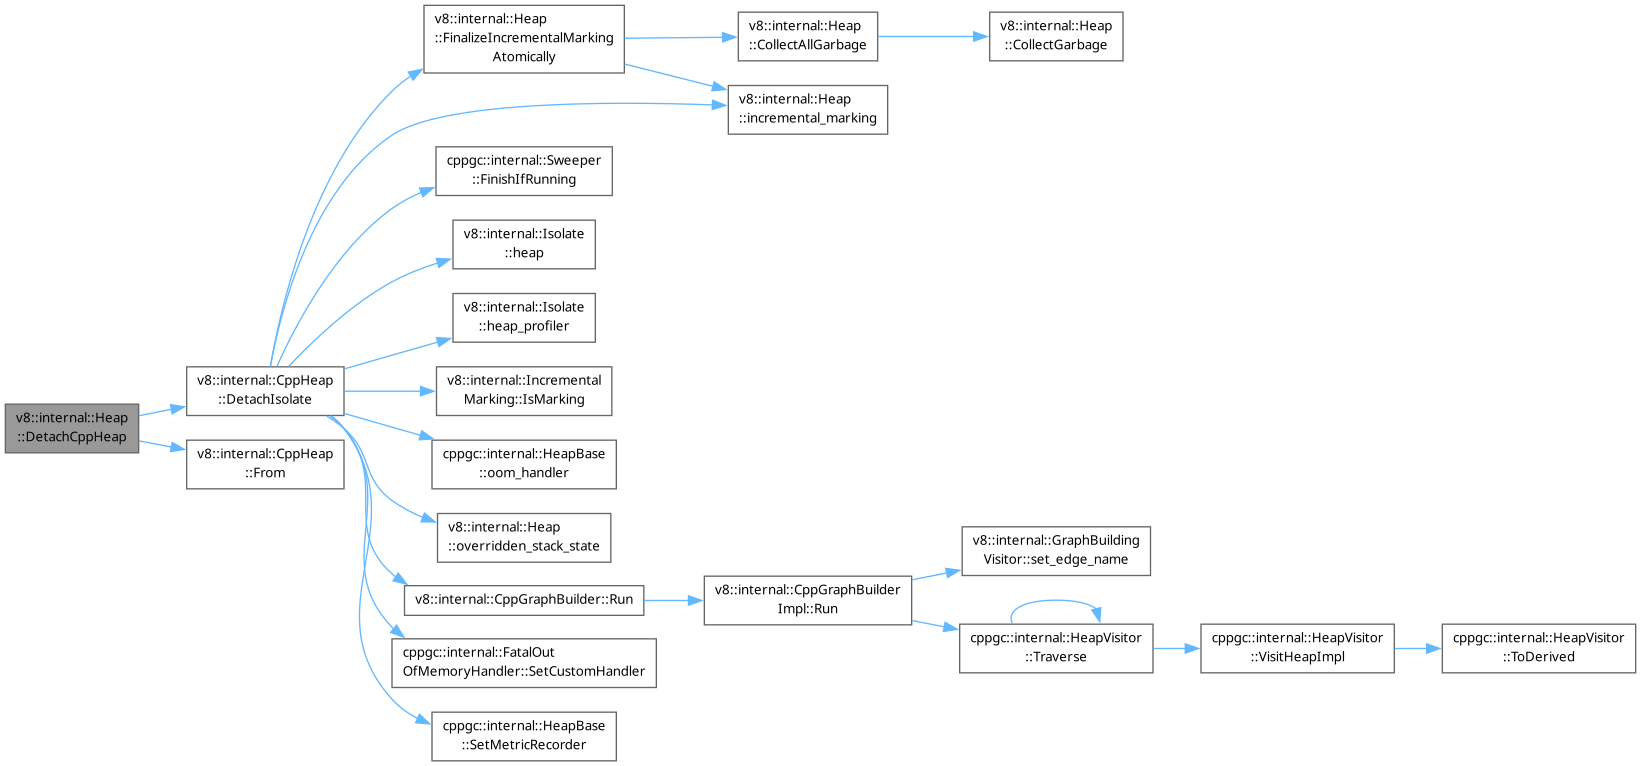 v8::internal::Heap
::FinalizeIncrementalMarking
Atomically
v8::internal::Heap
::CollectAllGarbage
v8::internal::Heap
::CollectGarbage
v8::internal::Heap
::incremental_marking
cppgc::internal::Sweeper
::FinishIfRunning
v8::internal::Isolate
::heap
v8::internal::Isolate
::heap_profiler
v8::internal::CppHeap
::DetachIsolate
v8::internal::Incremental
Marking::IsMarking
v8::internal::Heap
::DetachCppHeap
v8::internal::CppHeap
::From
cppgc::internal::HeapBase
::oom_handler
v8::internal::Heap
::overridden_stack_state
v8::internal::GraphBuilding
Visitor::set_edge_name
v8::internal::CppGraphBuilder::Run
v8::internal::CppGraphBuilder
Impl::Run
cppgc::internal::HeapVisitor
::Traverse
cppgc::internal::HeapVisitor
::VisitHeapImpl
cppgc::internal::HeapVisitor
::ToDerived
cppgc::internal::FatalOut
OfMemoryHandler::SetCustomHandler
cppgc::internal::HeapBase
::SetMetricRecorder